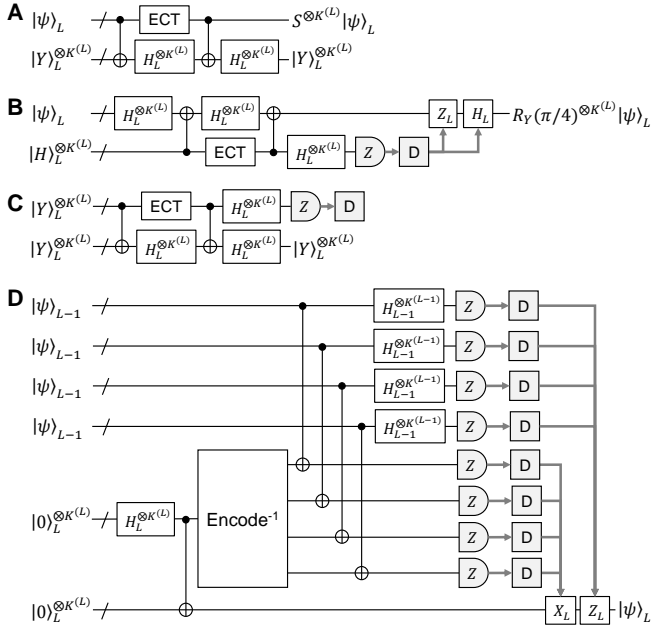 A |ψ⟩_L ECT S^{⊗K^{(L)}}|ψ⟩_L
|Y⟩_L^{⊗K^{(L)}} H_L^{⊗K^{(L)}} H_L^{⊗K^{(L)}} |Y⟩_L^{⊗K^{(L)}}
B |ψ⟩_L H_L^{⊗K^{(L)}} H_L^{⊗K^{(L)}} Z_L H_L R_Y(π/4)^{⊗K^{(L)}}|ψ⟩_L
|H⟩_L^{⊗K^{(L)}} ECT H_L^{⊗K^{(L)}} Z D
C |Y⟩_L^{⊗K^{(L)}} ECT H_L^{⊗K^{(L)}} Z D
|Y⟩_L^{⊗K^{(L)}} H_L^{⊗K^{(L)}} H_L^{⊗K^{(L)}} |Y⟩_L^{⊗K^{(L)}}
D |ψ⟩_{L-1} H_{L-1}^{⊗K^{(L-1)}} Z D
|ψ⟩_{L-1} H_{L-1}^{⊗K^{(L-1)}} Z D
|ψ⟩_{L-1} H_{L-1}^{⊗K^{(L-1)}} Z D
|ψ⟩_{L-1} H_{L-1}^{⊗K^{(L-1)}} Z D
Z D
Z D
|0⟩_L^{⊗K^{(L)}} H_L^{⊗K^{(L)}} Encode^{-1}
Z D
Z D
|0⟩_L^{⊗K^{(L)}} X_L Z_L |ψ⟩_L